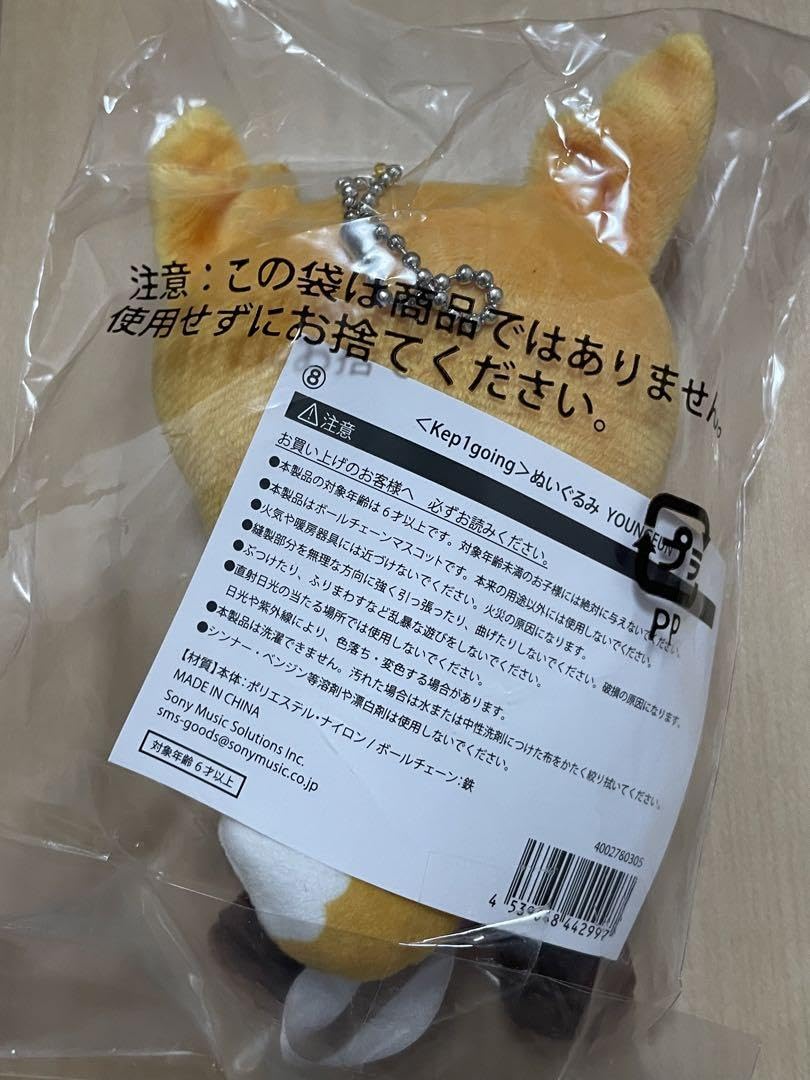 注意：この袋は商品ではありません。
使用せずにお捨てください。
⑧
<Kep1going>ぬいぐるみ YOUNGEUN
⚠注意
お買い上げのお客様へ 必ずお読みください。
●本製品の対象年齢は6才以上です。対象年齢未満のお子様には絶対に与えないでください。
●本製品はボールチェーンマスコットです。本来の用途以外には使用しないでください。
●火気や暖房器具には近づけないでください。火災の原因になります。
●縫製部分を無理な方向に強く引っ張ったり、曲げたりしないでください。破損の原因になります。
●ぶつけたり、ふりまわすなど乱暴な遊びをしないでください。
●直射日光の当たる場所では使用しないでください。
日光や紫外線により、色落ち・変色する場合があります。
●本製品は洗濯できません。汚れた場合は水または中性洗剤につけた布をかたく絞り拭いてください。
●シンナー・ベンジン等溶剤や漂白剤は使用しないでください。
【材質】本体：ポリエステル・ナイロン/ボールチェーン：鉄
MADE IN CHINA
Sony Music Solutions Inc.
sms-goods@sonymusic.co.jp
対象年齢6才以上
プラ
PP
4002780305